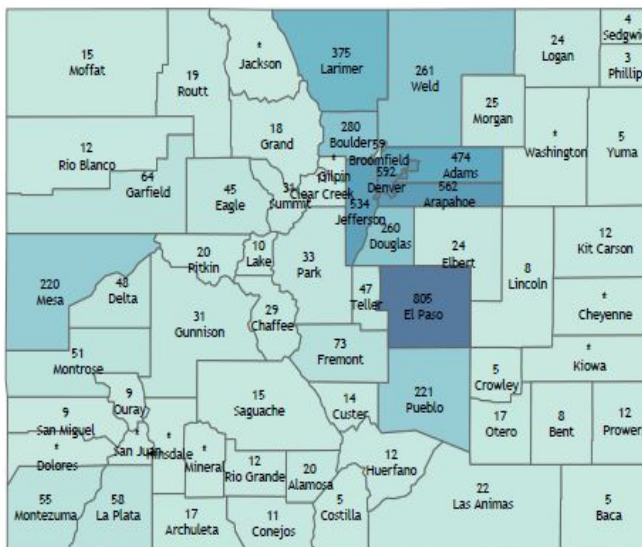 15
Moffat
19
Routt
*
Jackson
375
Larimer
261
Weld
24
Logan
4
Sedgwic
3
Phillip
25
Morgan
*
Washington
5
Yuma
12
Rio Blanco
18
Grand
280
Boulder
59
Broomfield
474
Adams
64
Garfield
45
Eagle
31
Summit
*
Gilpin
Clear Creek
592
Denver
562
Arapahoe
534
Jefferson
260
Douglas
24
Elbert
12
Kit Carson
220
Mesa
48
Delta
20
Pitkin
10
Lake
33
Park
47
Teller
805
El Paso
8
Lincoln
*
Cheyenne
31
Gunnison
29
Chaffee
73
Fremont
*
Kiowa
51
Montrose
9
Ouray
15
Saguache
14
Custer
221
Pueblo
5
Crowley
17
Otero
8
Bent
12
Prower
9
San Miguel
*
Dolores
*
San Juan
*
Hinsdale
*
Mineral
12
Rio Grande
20
Alamosa
12
Huerfano
22
Las Animas
5
Baca
55
Montezuma
58
La Plata
17
Archuleta
11
Conejos
5
Costilla